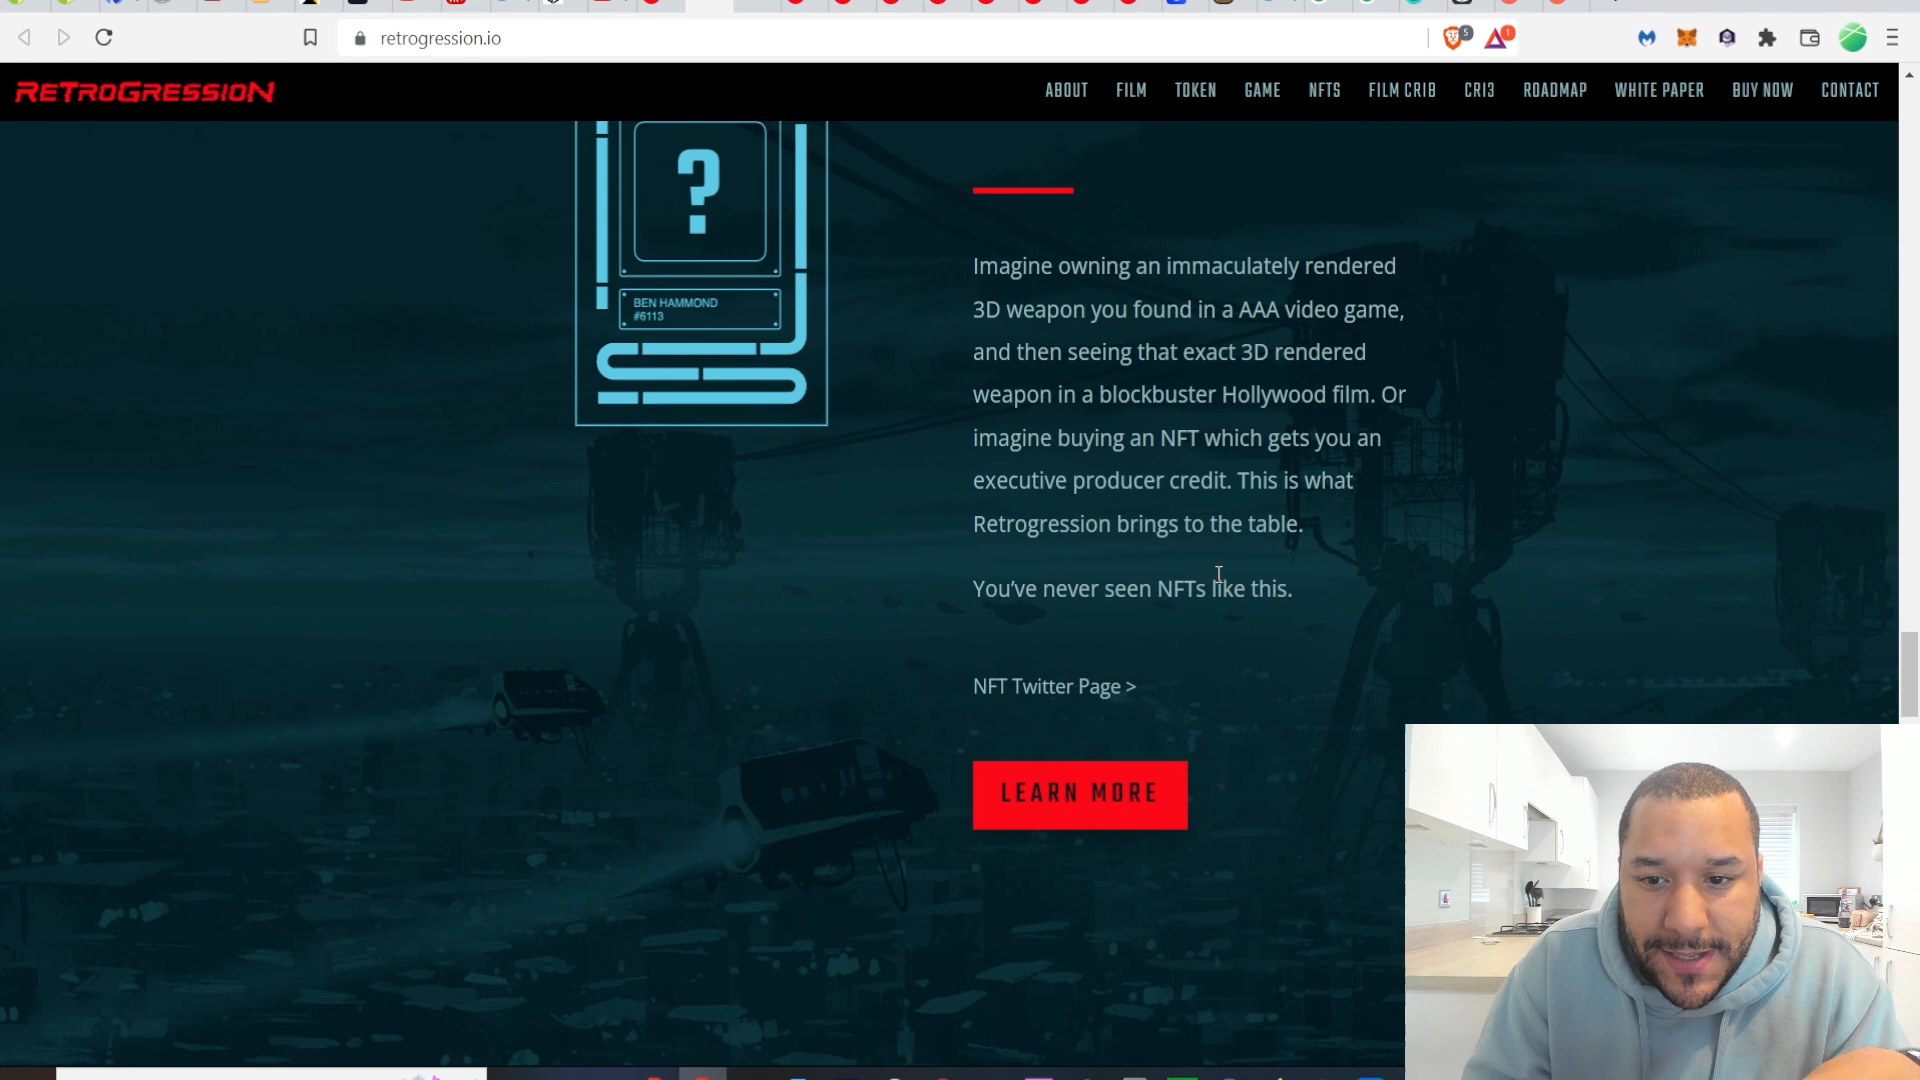 retrogression.io
5
1
RETROGRESSION
ABOUT FILM TOKEN GAME NFTS FILM CRIB CRI3 ROADMAP WHITE PAPER BUY NOW CONTACT
?
BEN HAMMOND
#6113
Imagine owning an immaculately rendered
3D weapon you found in a AAA video game,
and then seeing that exact 3D rendered
weapon in a blockbuster Hollywood film. Or
imagine buying an NFT which gets you an
executive producer credit. This is what
Retrogression brings to the table.
You’ve never seen NFTs like this.
NFT Twitter Page >
LEARN MORE